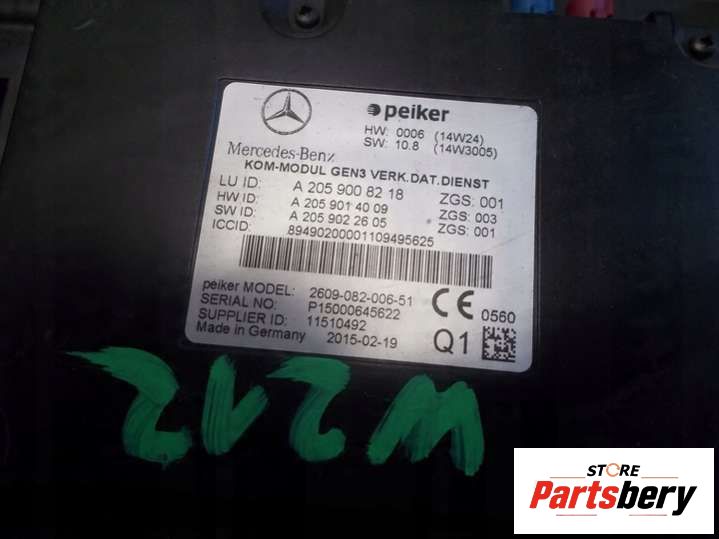 peiker
HW: 0006 (14W24)
SW: 10.8 (14W3005)
Mercedes-Benz
KOM-MODUL GEN3 VERK.DAT.DIENST
LU ID: A 205 900 82 18 ZGS: 001
HW ID: A 205 901 40 09 ZGS: 003
SW ID: A 205 902 26 05 ZGS: 001
ICCID: 89490200001109495625
peiker MODEL: 2609-082-006-51
SERIAL NO: P15000645622
SUPPLIER ID: 11510492
Made in Germany 2015-02-19
CE 0560
Q1
W212
STORE
Partsbery